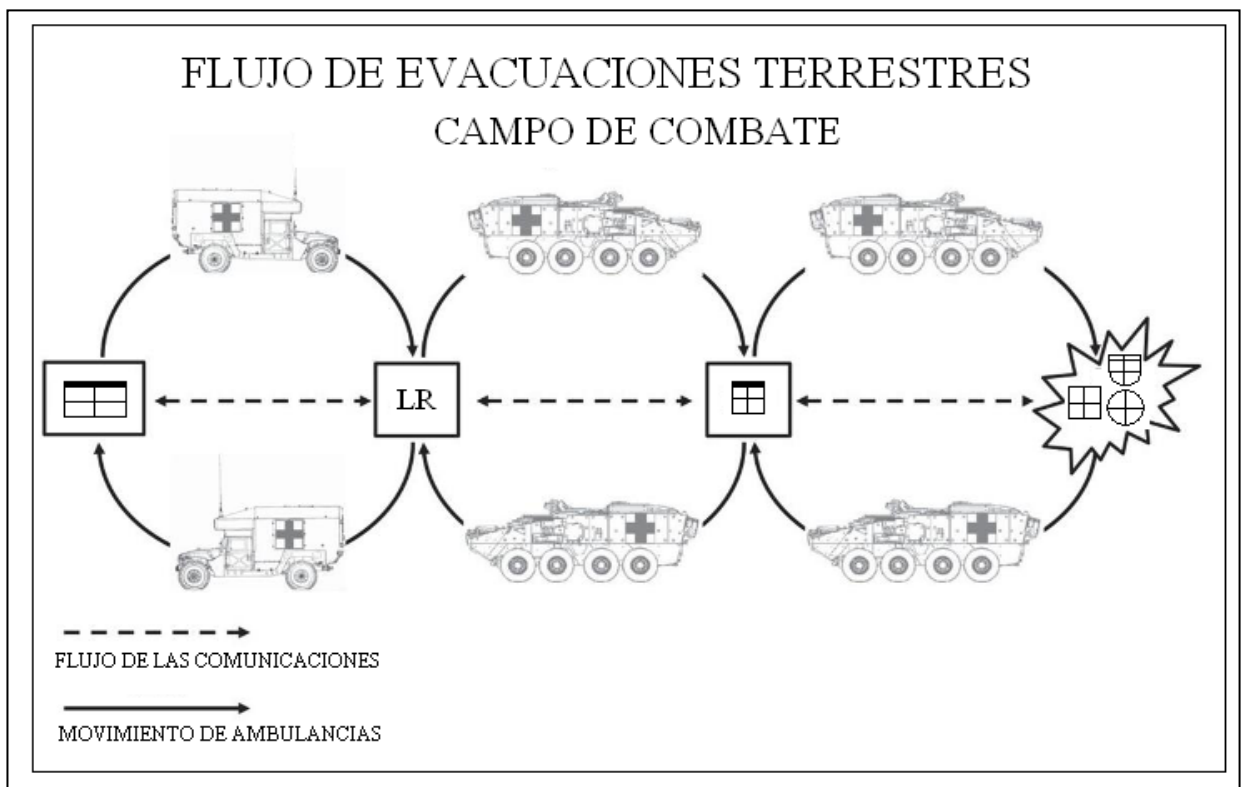 FLUJO DE EVACUACIONES TERRESTRES
CAMPO DE COMBATE
LR
FLUJO DE LAS COMUNICACIONES
MOVIMIENTO DE AMBULANCIAS